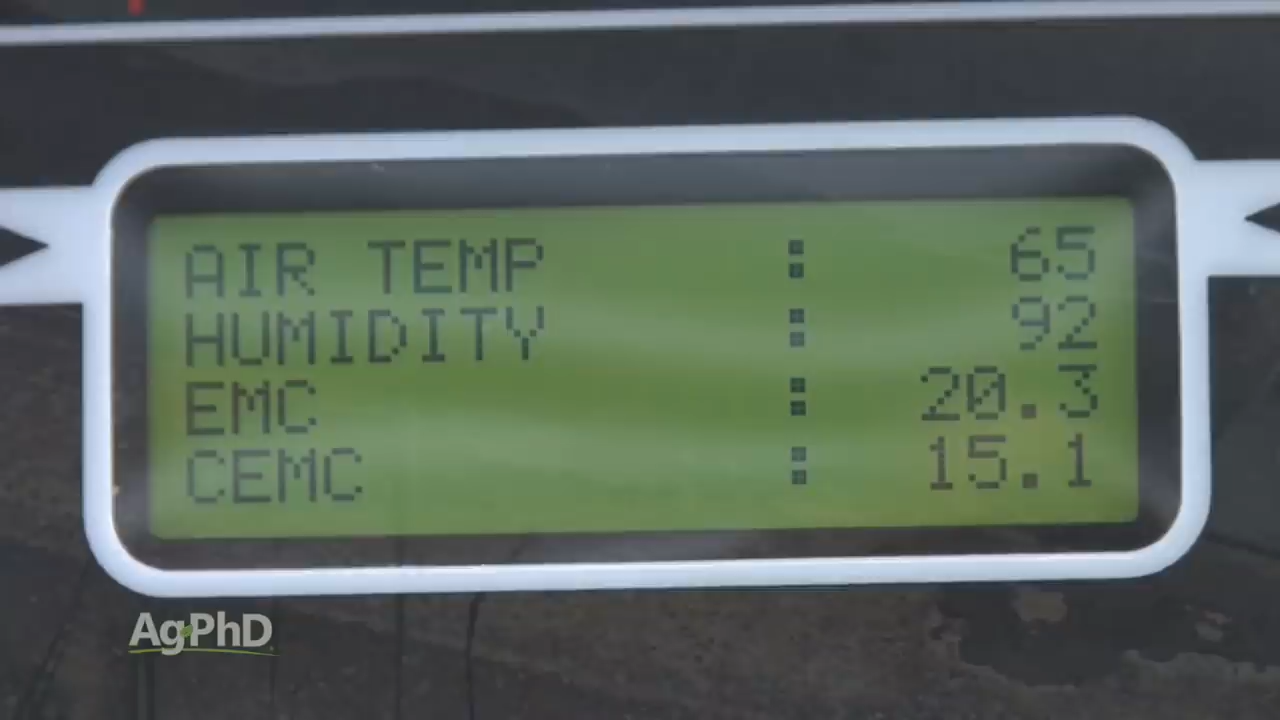 AIR TEMP : 65
HUMIDITY : 92
EMC : 20.3
CEMC : 15.1
AgPhD